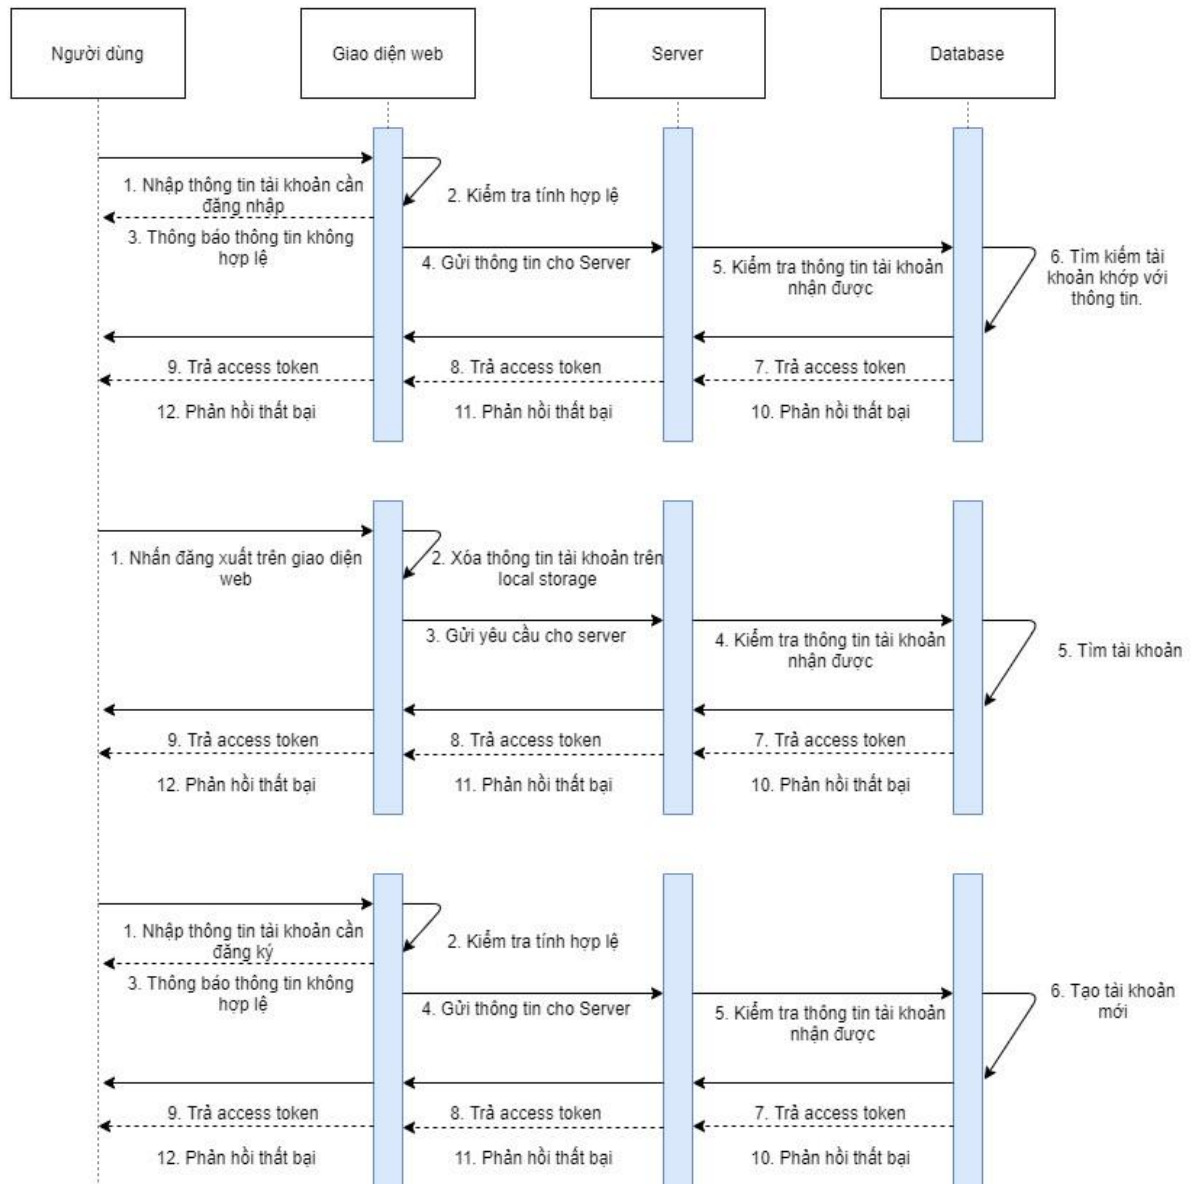 Người dùng
Giao diện web
Server
Database
1. Nhập thông tin tài khoản cần
đăng nhập
2. Kiểm tra tính hợp lệ
3. Thông báo thông tin không
hợp lệ
4. Gửi thông tin cho Server
5. Kiểm tra thông tin tài khoản
nhận được
6. Tìm kiếm tài
khoản khớp với
thông tin.
9. Trả access token
8. Trả access token
7. Trả access token
12. Phản hồi thất bại
11. Phản hồi thất bại
10. Phản hồi thất bại
1. Nhấn đăng xuất trên giao diện
web
2. Xóa thông tin tài khoản trên
local storage
3. Gửi yêu cầu cho server
4. Kiểm tra thông tin tài khoản
nhận được
5. Tìm tài khoản
9. Trả access token
8. Trả access token
7. Trả access token
12. Phản hồi thất bại
11. Phản hồi thất bại
10. Phản hồi thất bại
1. Nhập thông tin tài khoản cần
đăng ký
2. Kiểm tra tính hợp lệ
3. Thông báo thông tin không
hợp lệ
4. Gửi thông tin cho Server
5. Kiểm tra thông tin tài khoản
nhận được
6. Tạo tài khoản
mới
9. Trả access token
8. Trả access token
7. Trả access token
12. Phản hồi thất bại
11. Phản hồi thất bại
10. Phản hồi thất bại